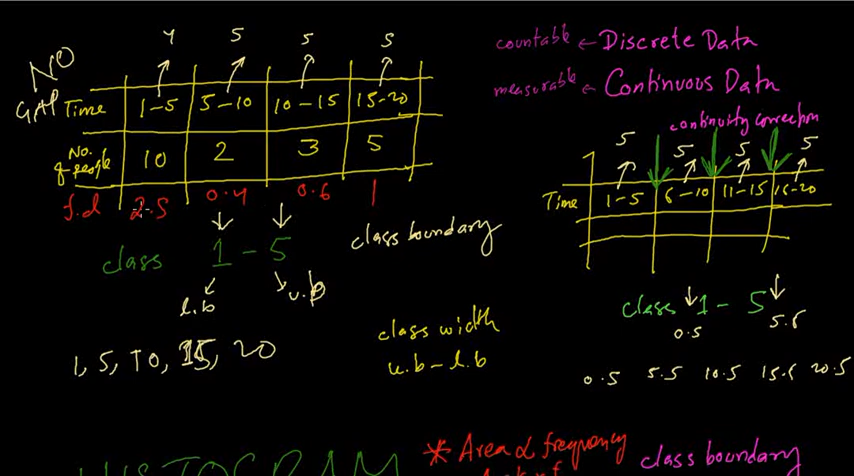 NO
GAP
4 5 5 5
Time 1-5 5-10 10-15 15-20
No. of people 10 2 3 5
f.d 2.5 0.4 0.6 1
class 1 - 5 class boundary
l.b u.b
1, 5, 10, 15, 20
class width
u.b - l.b
countable ← Discrete Data
measurable ← Continuous Data
continuity correction
5 5 5 5
Time 1-5 6-10 11-15 16-20
class 1 - 5
0.5 5.5
0.5 5.5 10.5 15.5 20.5
HISTOGRAM
* Area α frequency
class boundary